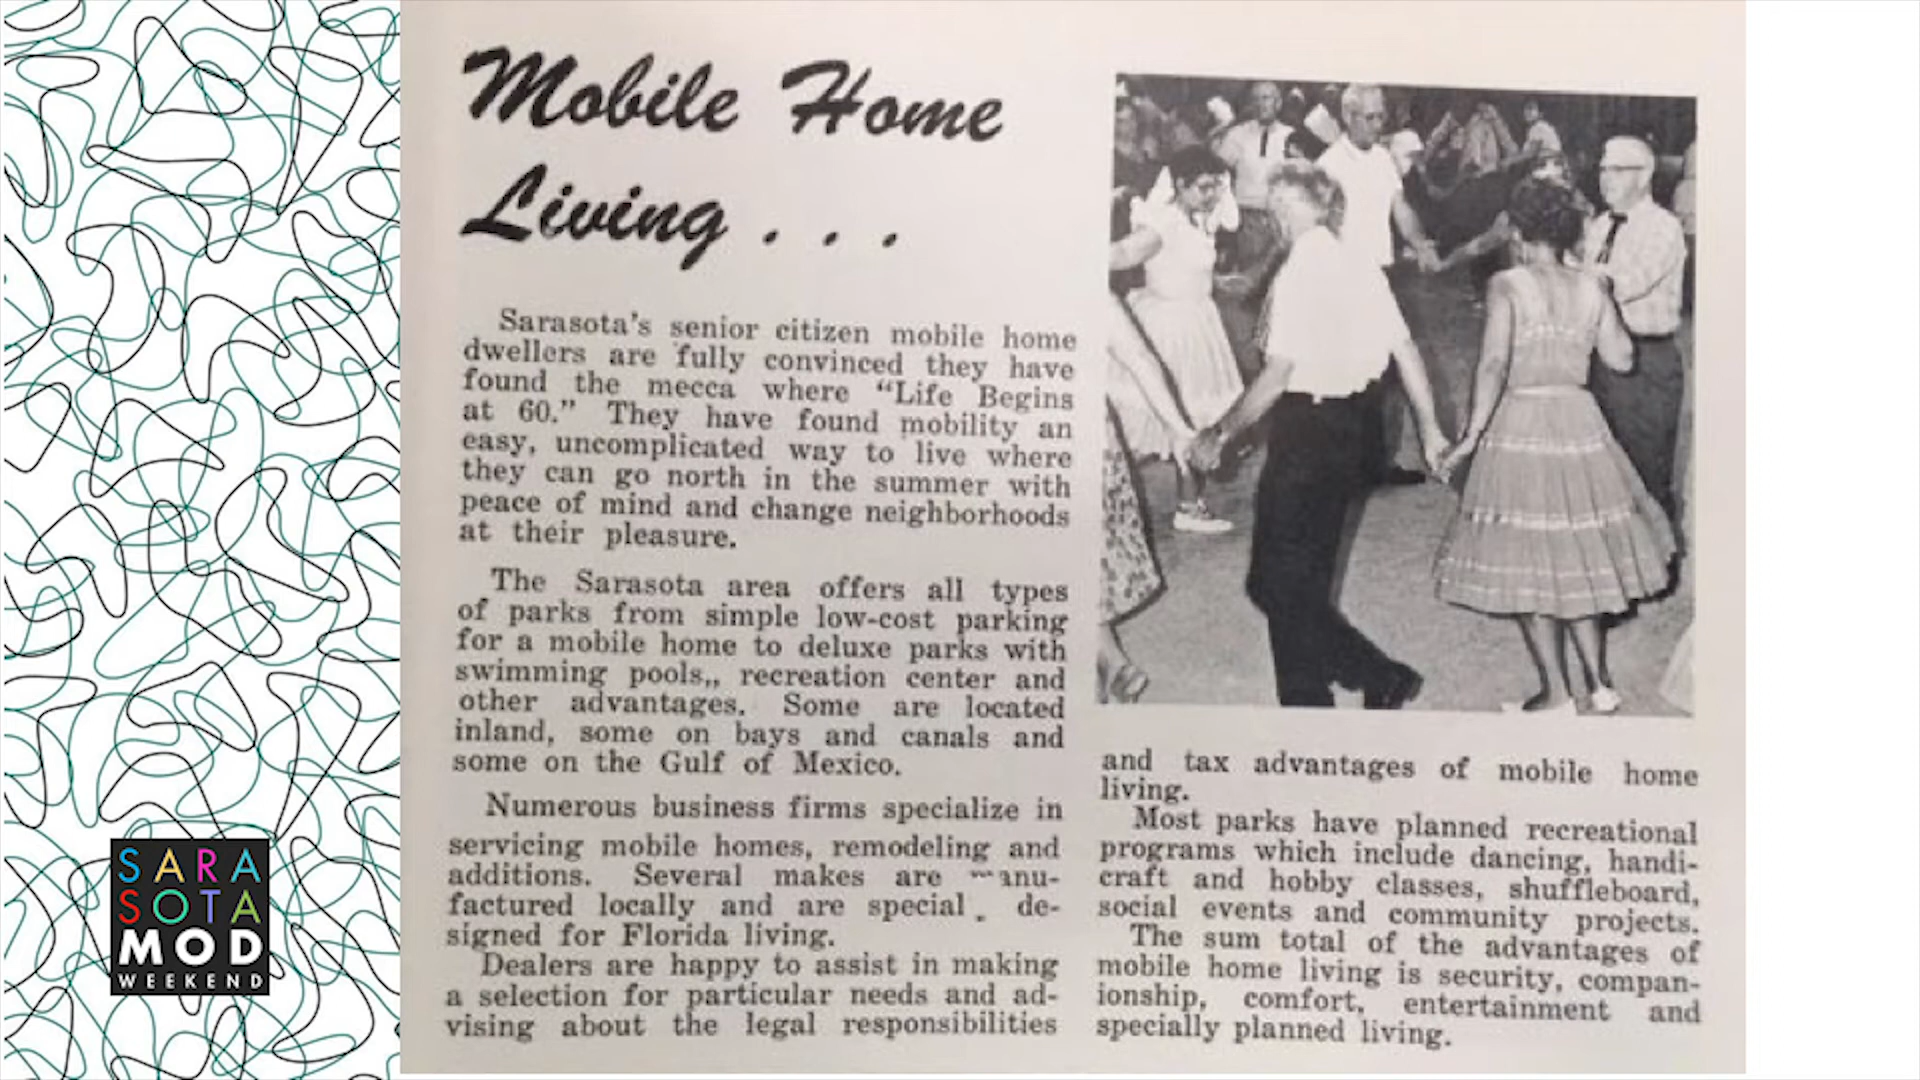 Mobile Home
Living . . .
Sarasota's senior citizen mobile home
dwellers are fully convinced they have
found the mecca where "Life Begins
at 60." They have found mobility an
easy, uncomplicated way to live where
they can go north in the summer with
peace of mind and change neighborhoods
at their pleasure.
The Sarasota area offers all types
of parks from simple low-cost parking
for a mobile home to deluxe parks with
swimming pools,, recreation center and
other advantages. Some are located
inland, some on bays and canals and
some on the Gulf of Mexico.
Numerous business firms specialize in
servicing mobile homes, remodeling and
additions. Several makes are anu-
factured locally and are special . de-
signed for Florida living.
Dealers are happy to assist in making
a selection for particular needs and ad-
vising about the legal responsibilities
and tax advantages of mobile home
living.
Most parks have planned recreational
programs which include dancing, handi-
craft and hobby classes, shuffleboard,
social events and community projects.
The sum total of the advantages of
mobile home living is security, compan-
ionship, comfort, entertainment and
specially planned living.
SARA
SOTA
MOD
WEEKEND